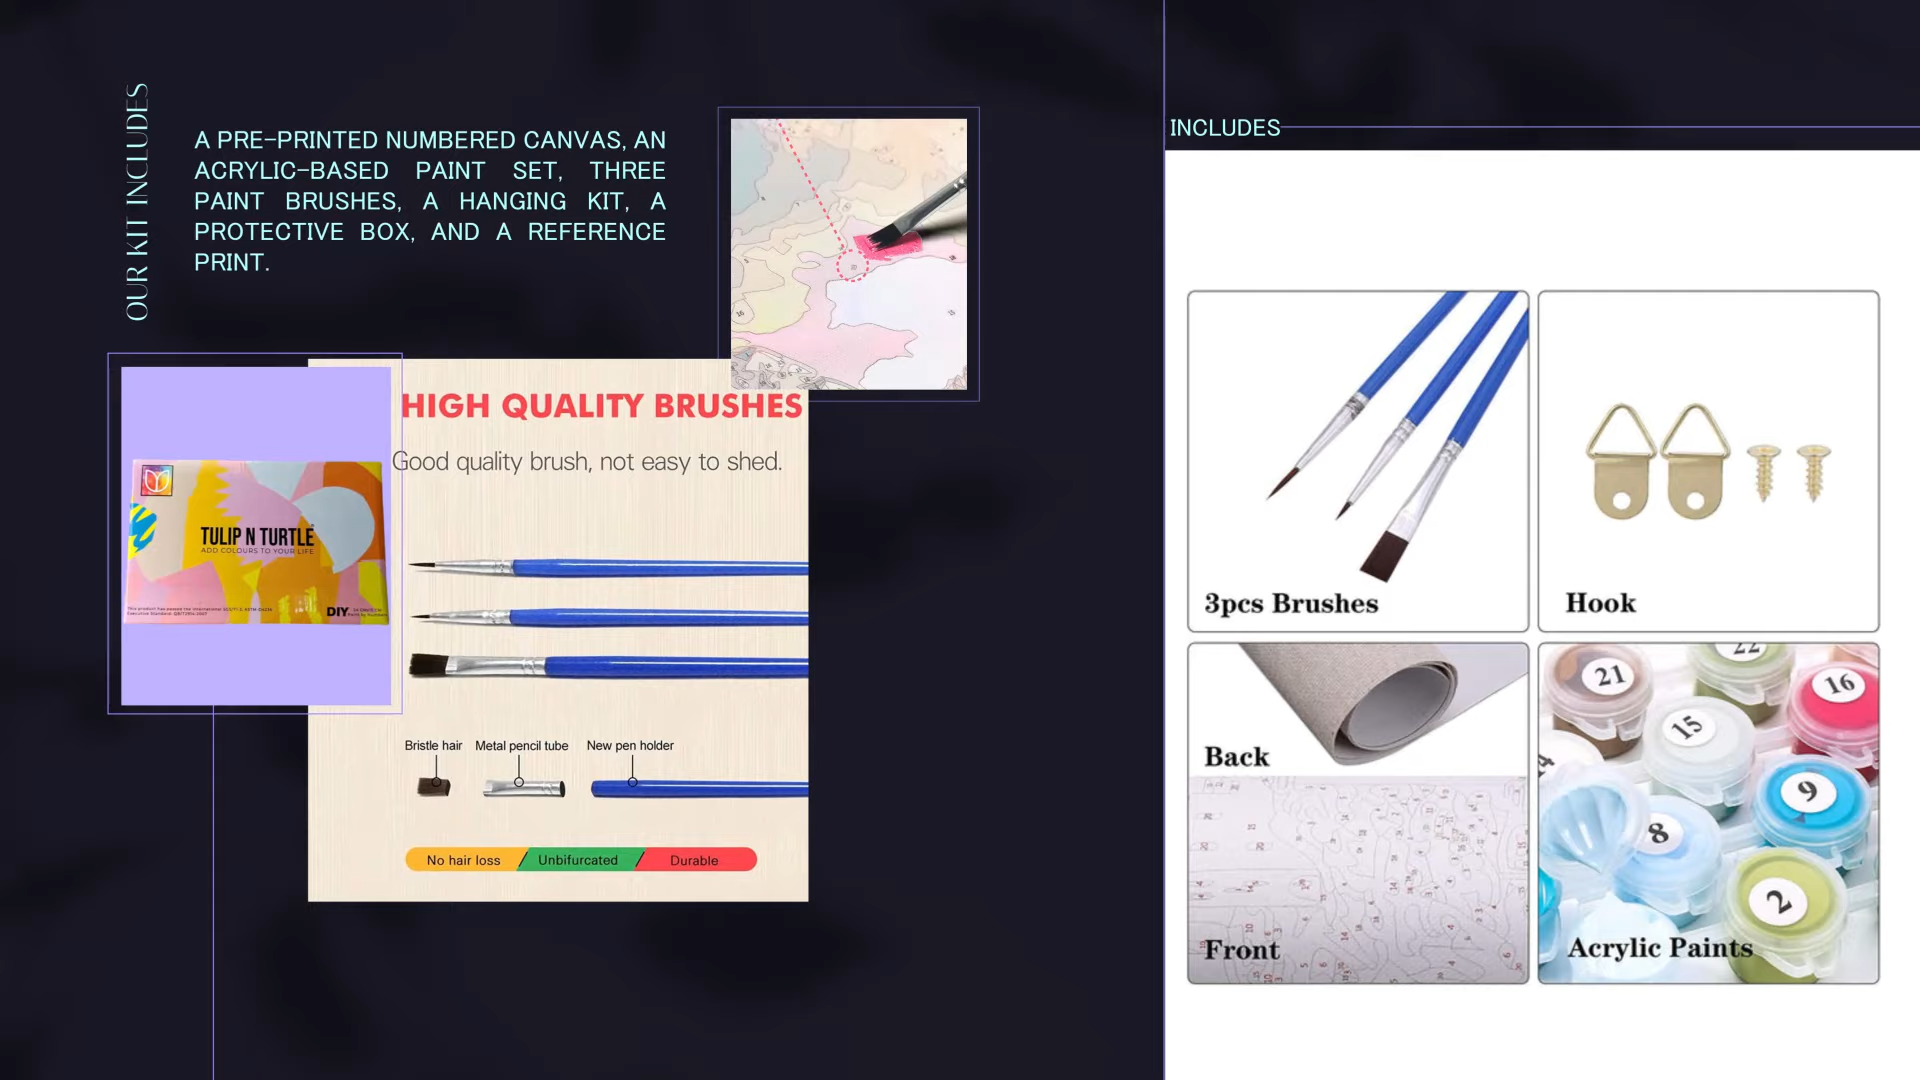 OUR KIT INCLUDES
A PRE-PRINTED NUMBERED CANVAS, AN
ACRYLIC-BASED PAINT SET, THREE
PAINT BRUSHES, A HANGING KIT, A
PROTECTIVE BOX, AND A REFERENCE
PRINT.
TULIP N TURTLE
ADD COLOURS TO YOUR LIFE
DIY
HIGH QUALITY BRUSHES
Good quality brush, not easy to shed.
Bristle hair Metal pencil tube New pen holder
No hair loss Unbifurcated Durable
INCLUDES
3pcs Brushes
Hook
Back
Front
21
22
16
15
9
8
2
Acrylic Paints